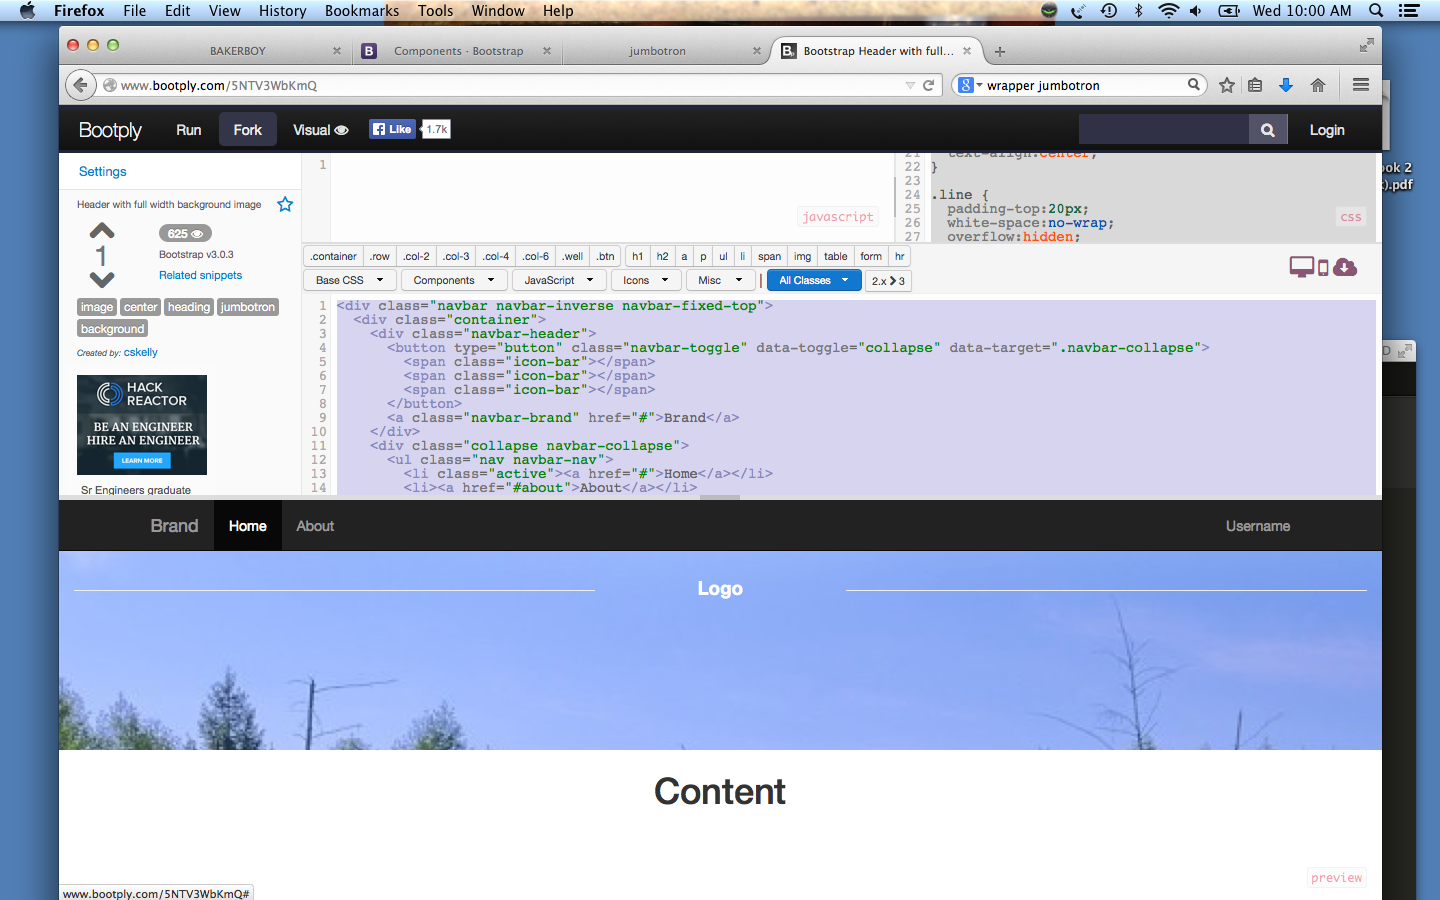 Firefox File Edit View History Bookmarks Tools Window Help Wed 10:00 AM
BAKERBOY Components · Bootstrap jumbotron Bootstrap Header with full...
www.bootply.com/5NTV3WbKmQ wrapper jumbotron
Bootply Run Fork Visual Like 1.7k Login
ook 2
).pdf
Settings
Header with full width background image
1
625
Bootstrap v3.0.3
Related snippets
image center heading jumbotron
background
Created by: cskelly
HACK
REACTOR
BE AN ENGINEER
HIRE AN ENGINEER
LEARN MORE
Sr Engineers graduate
1
javascript
21 text-align:center;
22 }
23
24 .line {
25 padding-top:20px;
26 white-space:no-wrap;
27 overflow:hidden;
css
.container .row .col-2 .col-3 .col-4 .col-6 .well .btn h1 h2 a p ul li span img table form hr
Base CSS Components JavaScript Icons Misc | All Classes 2.x > 3
1 <div class="navbar navbar-inverse navbar-fixed-top">
2 <div class="container">
3 <div class="navbar-header">
4 <button type="button" class="navbar-toggle" data-toggle="collapse" data-target=".navbar-collapse">
5 <span class="icon-bar"></span>
6 <span class="icon-bar"></span>
7 <span class="icon-bar"></span>
8 </button>
9 <a class="navbar-brand" href="#">Brand</a>
10 </div>
11 <div class="collapse navbar-collapse">
12 <ul class="nav navbar-nav">
13 <li class="active"><a href="#">Home</a></li>
14 <li><a href="#about">About</a></li>
D
Brand Home About Username
Logo
Content
preview
www.bootply.com/5NTV3WbKmQ#